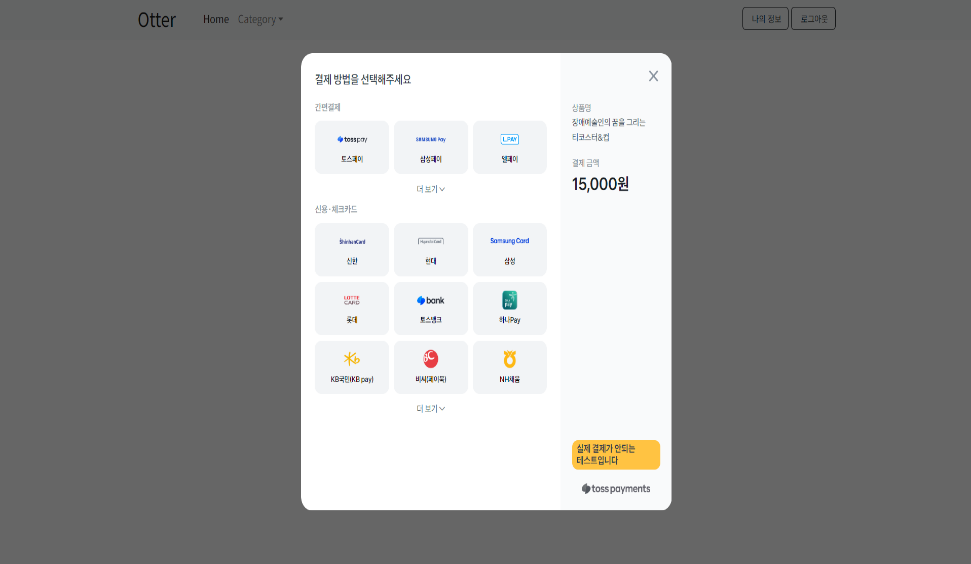 Otter
Home Category
나의 정보 로그아웃
결제 방법을 선택해주세요
간편결제
toss pay SAMSUNG Pay L.PAY
토스페이 삼성페이 엘페이
더 보기
신용·체크카드
ShinhanCard Hyundai Card Samsung Card
신한 현대 삼성
LOTTE CARD bank pay
롯데 토스뱅크 하나Pay
KB국민(KB pay) 비씨(페이북) NH채움
더 보기
X
상품명
장애예술인의 꿈을 그리는
티코스터&컵
결제 금액
15,000원
실제 결제가 안되는
테스트입니다
toss payments